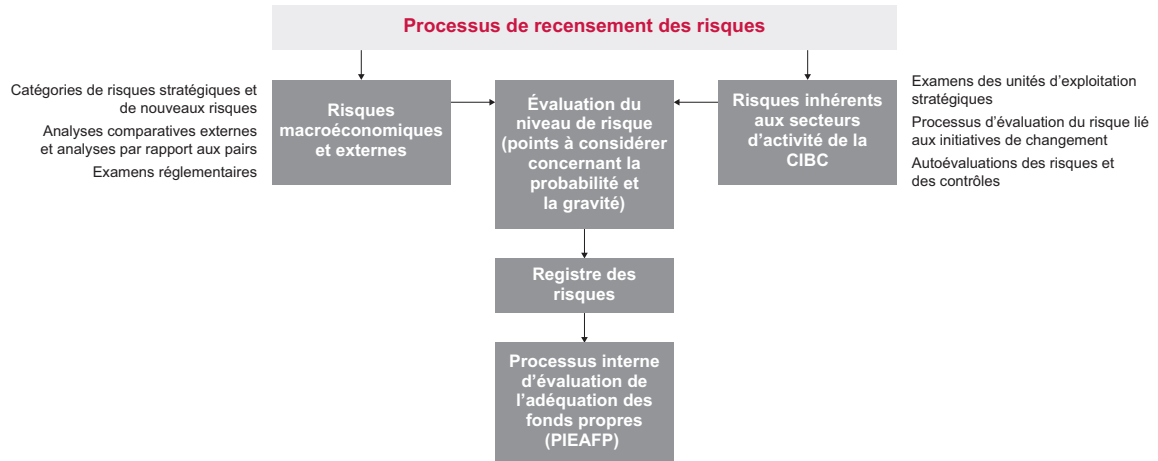 Processus de recensement des risques
Catégories de risques stratégiques et
de nouveaux risques
Analyses comparatives externes
et analyses par rapport aux pairs
Examens réglementaires
Risques
macroéconomiques
et externes
Évaluation du
niveau de risque
(points à considérer
concernant la
probabilité et
la gravité)
Risques inhérents
aux secteurs
d’activité de la
CIBC
Examens des unités d’exploitation
stratégiques
Processus d’évaluation du risque lié
aux initiatives de changement
Autoévaluations des risques et
des contrôles
Registre des
risques
Processus interne
d’évaluation de
l’adéquation des
fonds propres
(PIEAFP)